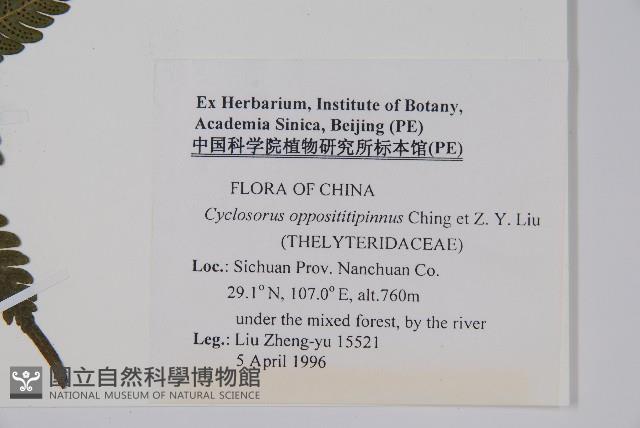 Ex Herbarium, Institute of Botany,
Academia Sinica, Beijing (PE)
中国科学院植物研究所标本馆(PE)
FLORA OF CHINA
Cyclosorus opposititipinnus Ching et Z. Y. Liu
(THELYTERIDACEAE)
Loc.: Sichuan Prov. Nanchuan Co.
29.1° N, 107.0° E, alt.760m
under the mixed forest, by the river
Leg.: Liu Zheng-yu 15521
5 April 1996
國立自然科學博物館
NATIONAL MUSEUM OF NATURAL SCIENCE